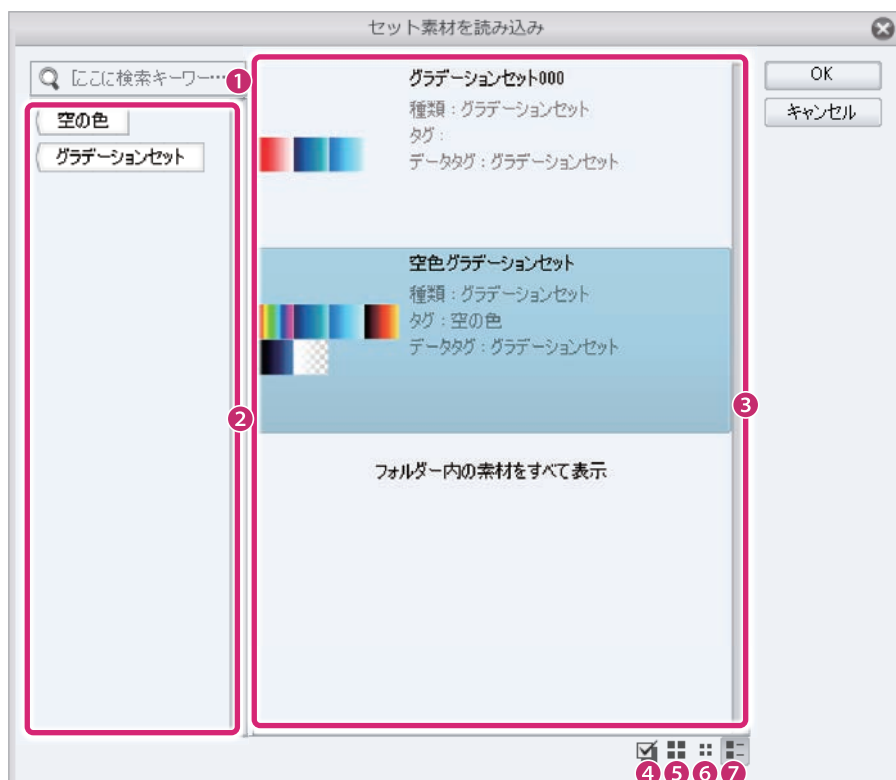 セット素材を読み込み
[ここに検索キーワー…
1
空の色
グラデーションセット
2
グラデーションセット000
種類：グラデーションセット
タグ：
データタグ：グラデーションセット
空色グラデーションセット
種類：グラデーションセット
タグ：空の色
データタグ：グラデーションセット
フォルダー内の素材をすべて表示
3
OK
キャンセル
4 5 6 7